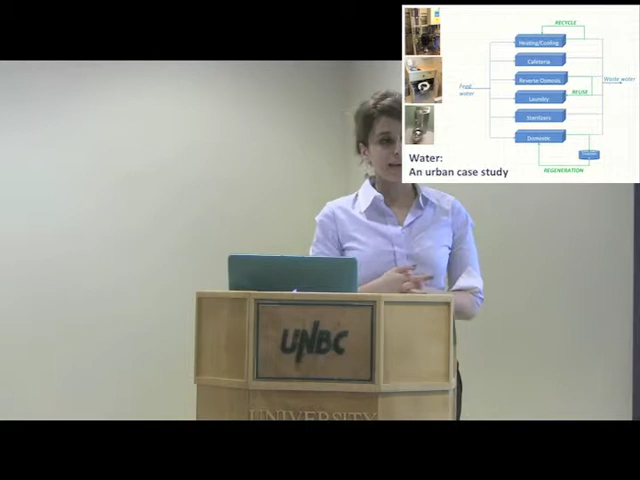 RECYCLE
Heating/Cooling
Cafeteria
Feed
water
Reverse Osmosis
Waste water
REUSE
Laundry
Sterilizers
Domestic
REGENERATION
Water:
An urban case study
UNBC
UNIVERSITY